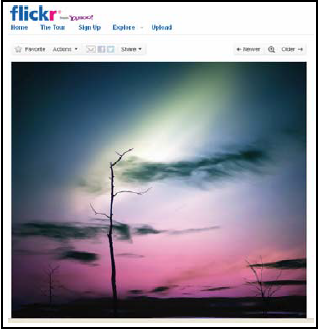 flickr from YAHOO!
Home The Tour Sign Up Explore Upload
Favorite Actions Share Newer Older